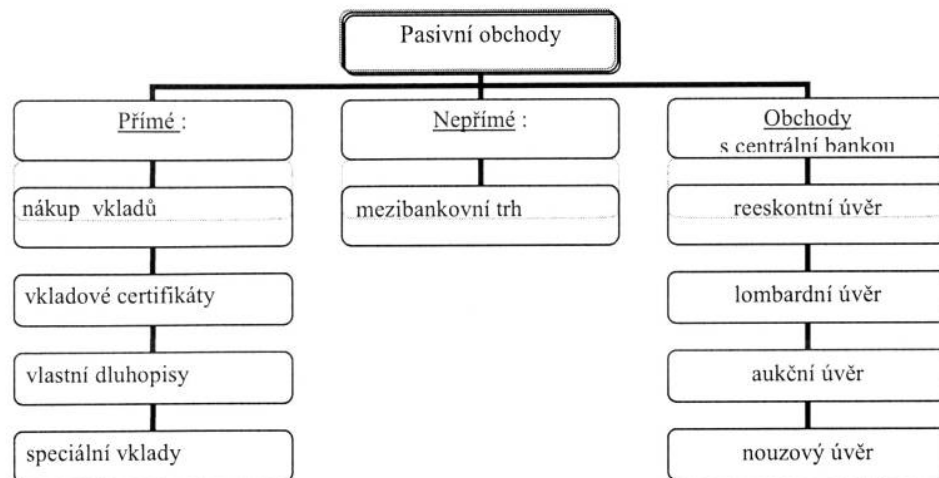 Pasivní obchody
Přímé :
nákup vkladů
vkladové certifikáty
vlastní dluhopisy
speciální vklady
Nepřímé :
mezibankovní trh
Obchody
s centrální bankou
reeskontní úvěr
lombardní úvěr
aukční úvěr
nouzový úvěr